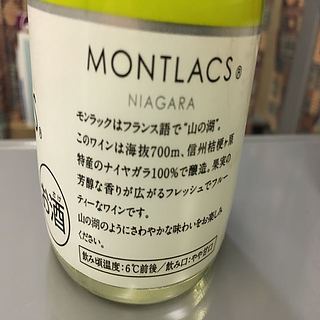 MONTLACS®
NIAGARA
モンラックはフランス語で"山の湖"。
このワインは海抜700m、信州桔梗ヶ原
特産のナイヤガラ100%で醸造。果実の
芳醇な香りが広がるフレッシュでフルー
ティーなワインです。
山の湖のようにさわやかな味わいをお楽しみ
ください。
お酒
飲み頃温度:6℃前後/飲み口:やや甘口